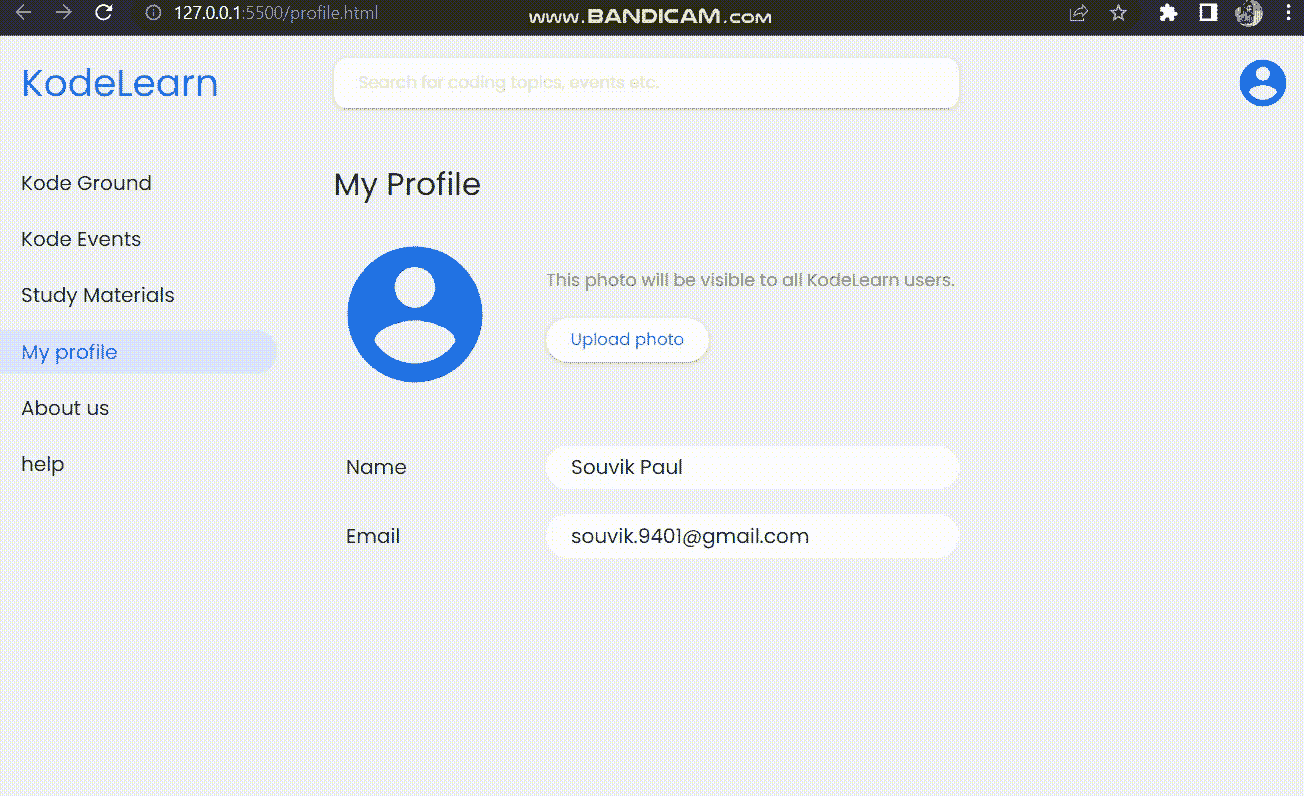 127.0.0.1:5500/profile.html
www.BANDICAM.com
KodeLearn
Search for coding topics, events etc.
Kode Ground
Kode Events
Study Materials
My profile
About us
help
My Profile
This photo will be visible to all KodeLearn users.
Upload photo
Name
Souvik Paul
Email
souvik.9401@gmail.com